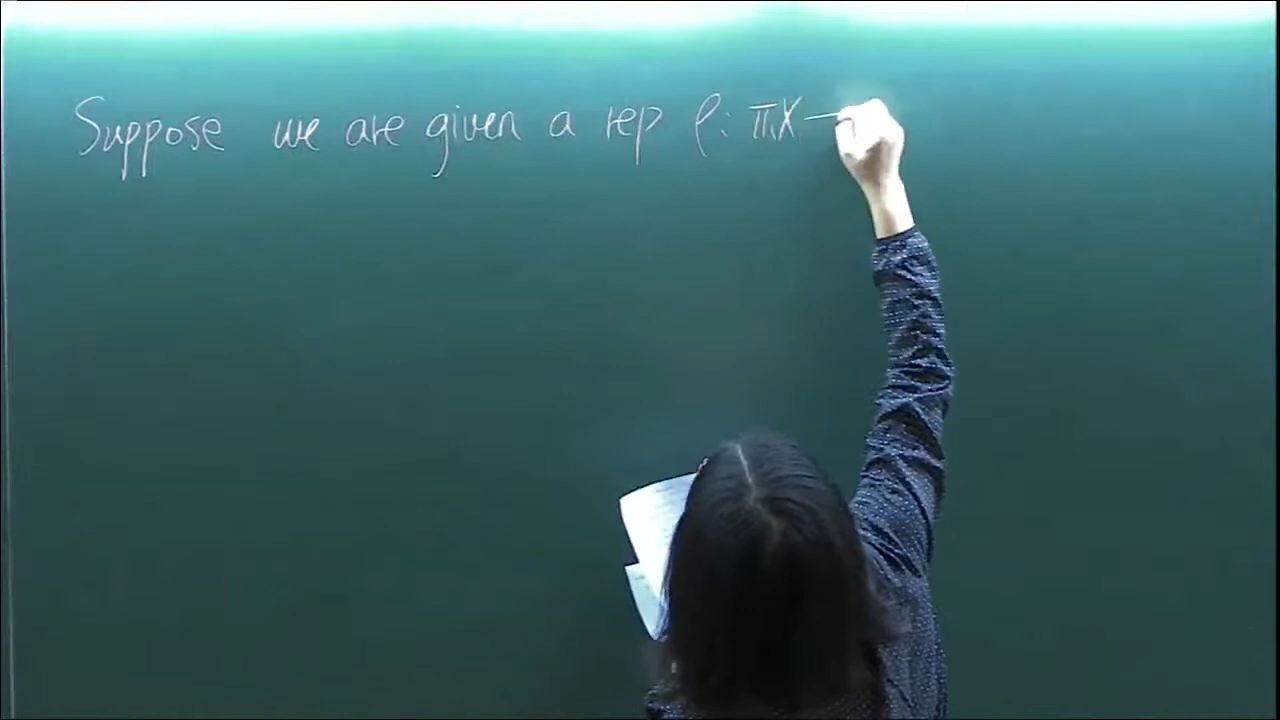 Suppose we are given a rep ρ: π₁X —